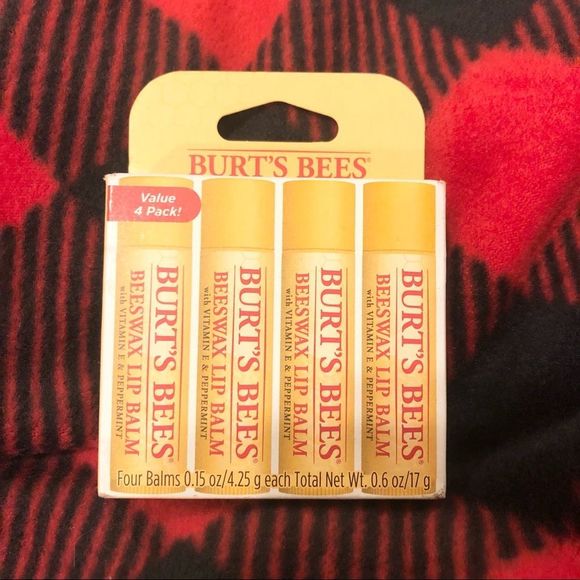 BURT'S BEES®
Value
4 Pack!
BURT'S BEES®
BEESWAX LIP BALM
with VITAMIN E & PEPPERMINT
BURT'S BEES®
BEESWAX LIP BALM
with VITAMIN E & PEPPERMINT
BURT'S BEES®
BEESWAX LIP BALM
with VITAMIN E & PEPPERMINT
BURT'S BEES®
BEESWAX LIP BALM
with VITAMIN E & PEPPERMINT
Four Balms 0.15 oz/4.25 g each Total Net Wt. 0.6 oz/17 g